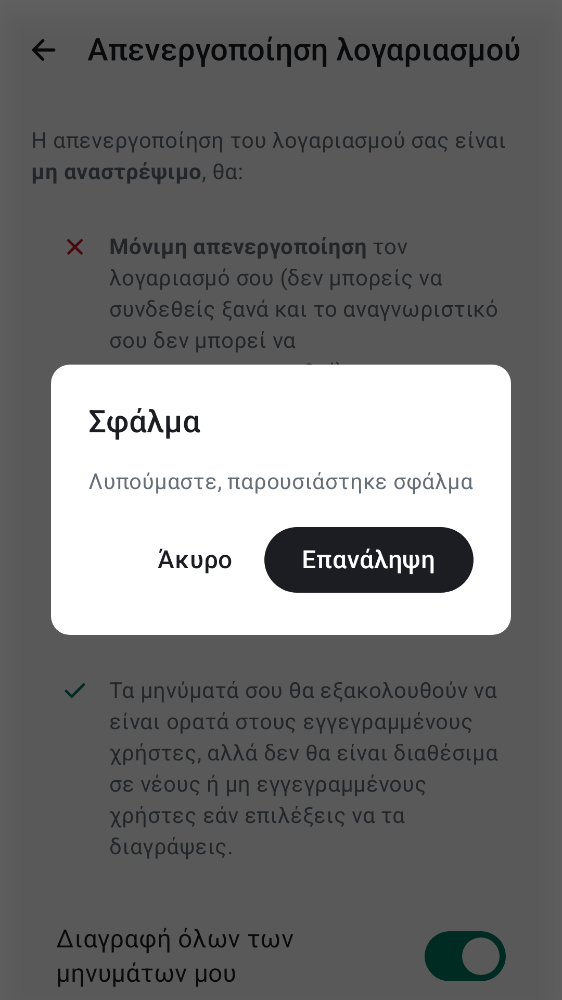 Απενεργοποίηση λογαριασμού
Η απενεργοποίηση του λογαριασμού σας είναι
μη αναστρέψιμο, θα:
Μόνιμη απενεργοποίηση τον
λογαριασμό σου (δεν μπορείς να
συνδεθείς ξανά και το αναγνωριστικό
σου δεν μπορεί να
Σφάλμα
Λυπούμαστε, παρουσιάστηκε σφάλμα
Άκυρο
Επανάληψη
Τα μηνύματά σου θα εξακολουθούν να
είναι ορατά στους εγγεγραμμένους
χρήστες, αλλά δεν θα είναι διαθέσιμα
σε νέους ή μη εγγεγραμμένους
χρήστες εάν επιλέξεις να τα
διαγράψεις.
Διαγραφή όλων των
μηνυμάτων μου